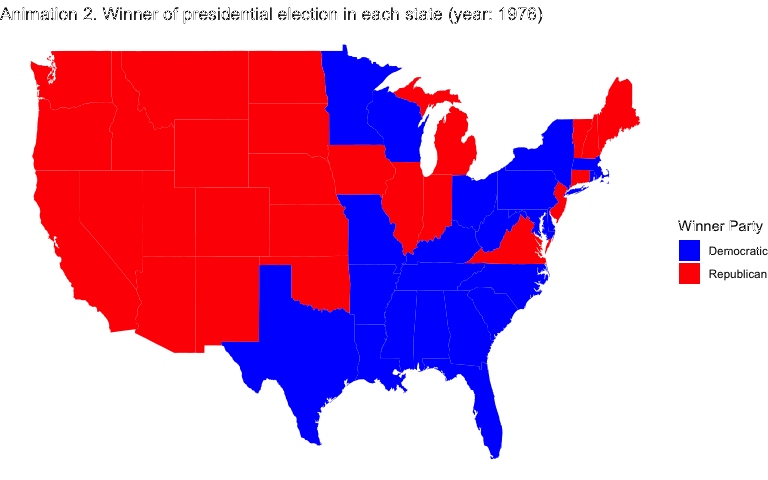 Animation 2. Winner of presidential election in each state (year: 1976)
Winner Party
Democratic
Republican